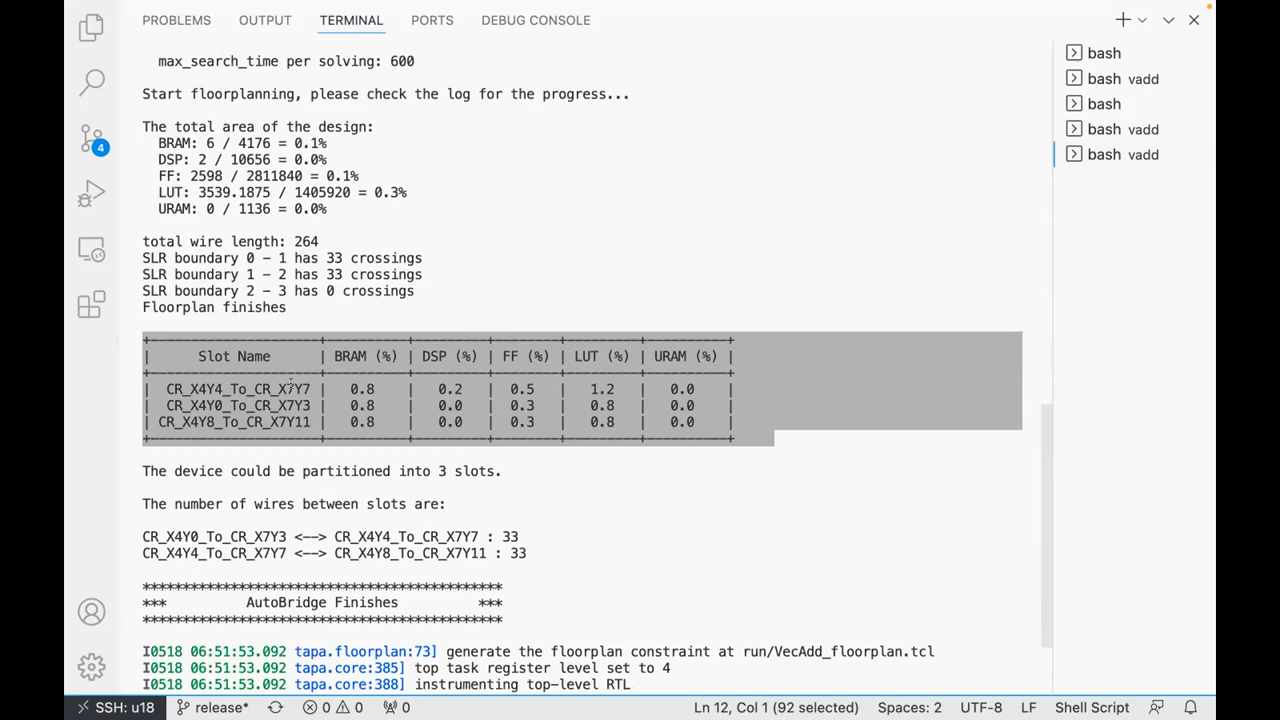 PROBLEMS OUTPUT TERMINAL PORTS DEBUG CONSOLE
max_search_time per solving: 600
Start floorplanning, please check the log for the progress...
The total area of the design:
BRAM: 6 / 4176 = 0.1%
DSP: 2 / 10656 = 0.0%
FF: 2598 / 2811840 = 0.1%
LUT: 3539.1875 / 1405920 = 0.3%
URAM: 0 / 1136 = 0.0%
total wire length: 264
SLR boundary 0 - 1 has 33 crossings
SLR boundary 1 - 2 has 33 crossings
SLR boundary 2 - 3 has 0 crossings
Floorplan finishes
+----------------------+----------+---------+--------+---------+----------+
| Slot Name | BRAM (%) | DSP (%) | FF (%) | LUT (%) | URAM (%) |
+----------------------+----------+---------+--------+---------+----------+
| CR_X4Y4_To_CR_X7Y7 | 0.8 | 0.2 | 0.5 | 1.2 | 0.0 |
| CR_X4Y0_To_CR_X7Y3 | 0.8 | 0.0 | 0.3 | 0.8 | 0.0 |
| CR_X4Y8_To_CR_X7Y11 | 0.8 | 0.0 | 0.3 | 0.8 | 0.0 |
+----------------------+----------+---------+--------+---------+----------+
The device could be partitioned into 3 slots.
The number of wires between slots are:
CR_X4Y0_To_CR_X7Y3 <--> CR_X4Y4_To_CR_X7Y7 : 33
CR_X4Y4_To_CR_X7Y7 <--> CR_X4Y8_To_CR_X7Y11 : 33
*********************************************
*** AutoBridge Finishes ***
*********************************************
I0518 06:51:53.092 tapa.floorplan:73] generate the floorplan constraint at run/VecAdd_floorplan.tcl
I0518 06:51:53.092 tapa.core:385] top task register level set to 4
I0518 06:51:53.092 tapa.core:388] instrumenting top-level RTL
bash
bash vadd
bash
bash vadd
bash vadd
4
SSH: u18 release* 0 0 0 Ln 12, Col 1 (92 selected) Spaces: 2 UTF-8 LF Shell Script